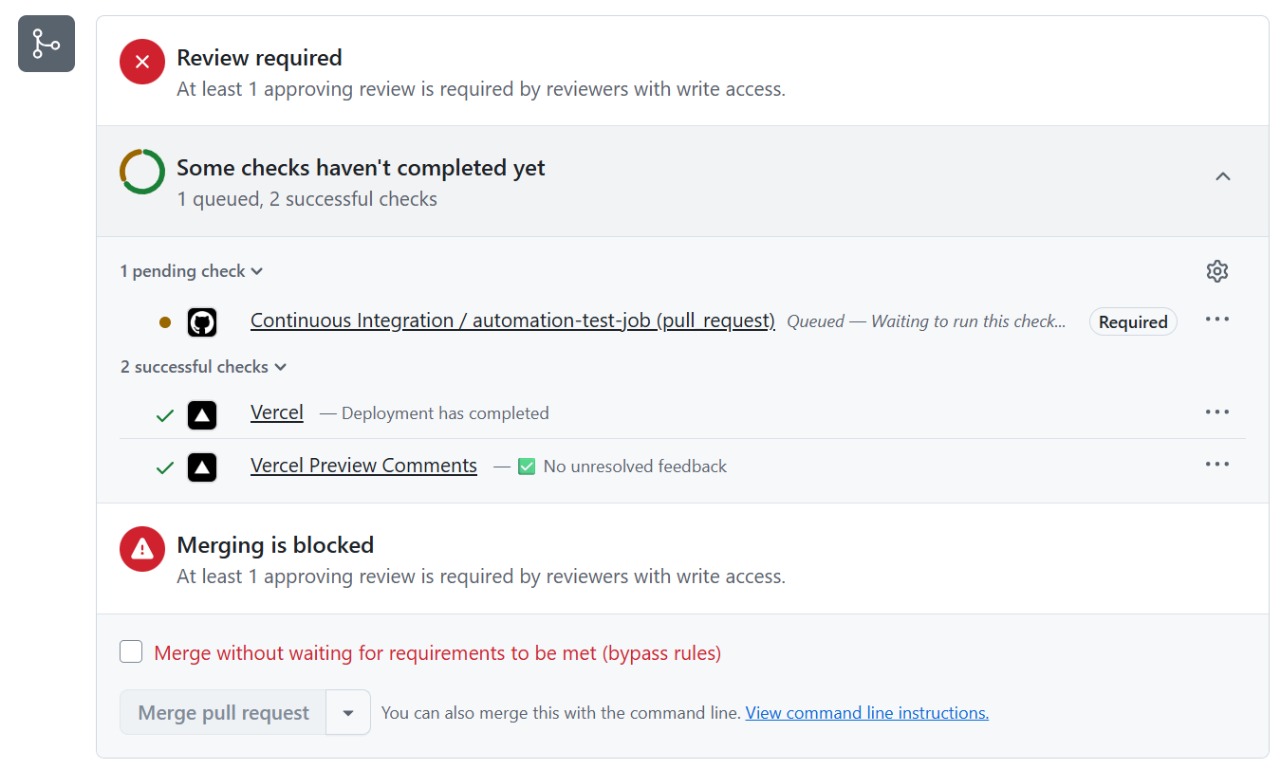 Review required
At least 1 approving review is required by reviewers with write access.
Some checks haven't completed yet
1 queued, 2 successful checks
1 pending check
Continuous Integration / automation-test-job (pull_request) Queued — Waiting to run this check... Required
2 successful checks
Vercel — Deployment has completed
Vercel Preview Comments — ✅ No unresolved feedback
Merging is blocked
At least 1 approving review is required by reviewers with write access.
Merge without waiting for requirements to be met (bypass rules)
Merge pull request You can also merge this with the command line. View command line instructions.